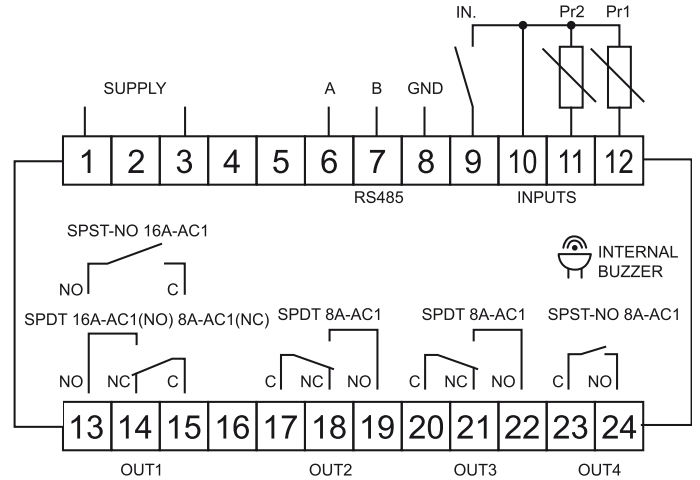 IN. Pr2 Pr1
SUPPLY A B GND
1 2 3 4 5 6 7 8 9 10 11 12
RS485 INPUTS
SPST-NO 16A-AC1
NO C
INTERNAL
BUZZER
SPDT 16A-AC1(NO) 8A-AC1(NC) SPDT 8A-AC1 SPDT 8A-AC1 SPST-NO 8A-AC1
NO NC C C NC NO C NC NO C NO
13 14 15 16 17 18 19 20 21 22 23 24
OUT1 OUT2 OUT3 OUT4